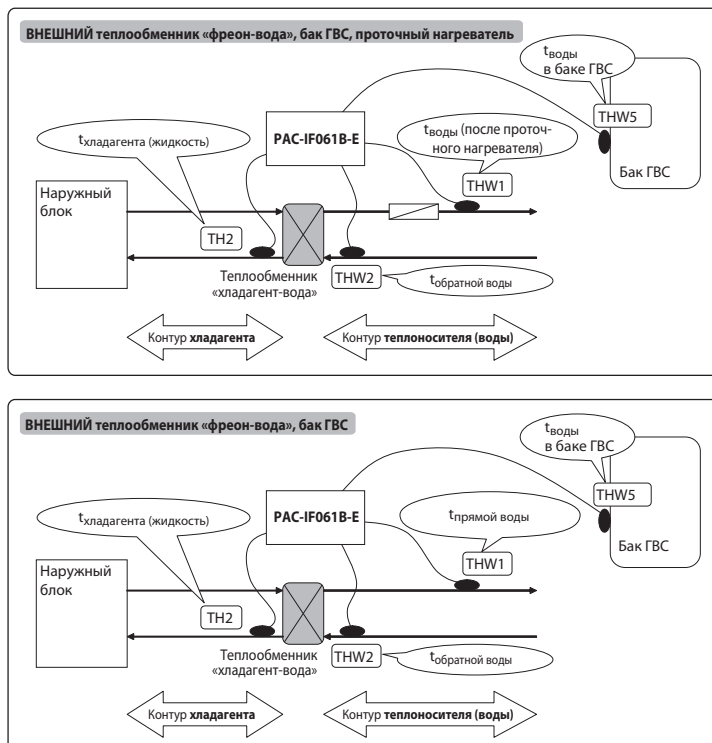 ВНЕШНИЙ теплообменник «фреон-вода», бак ГВС, проточный нагреватель
tводы
в баке ГВС
THW5
Бак ГВС
tхладагента (жидкость)
PAC-IF061B-E
tводы (после проточ-
ного нагревателя)
THW1
Наружный
блок
TH2
Теплообменник
«хладагент-вода»
THW2
tобратной воды
Контур хладагента
Контур теплоносителя (воды)
ВНЕШНИЙ теплообменник «фреон-вода», бак ГВС
tводы
в баке ГВС
THW5
Бак ГВС
tхладагента (жидкость)
PAC-IF061B-E
tпрямой воды
THW1
Наружный
блок
TH2
Теплообменник
«хладагент-вода»
THW2
tобратной воды
Контур хладагента
Контур теплоносителя (воды)